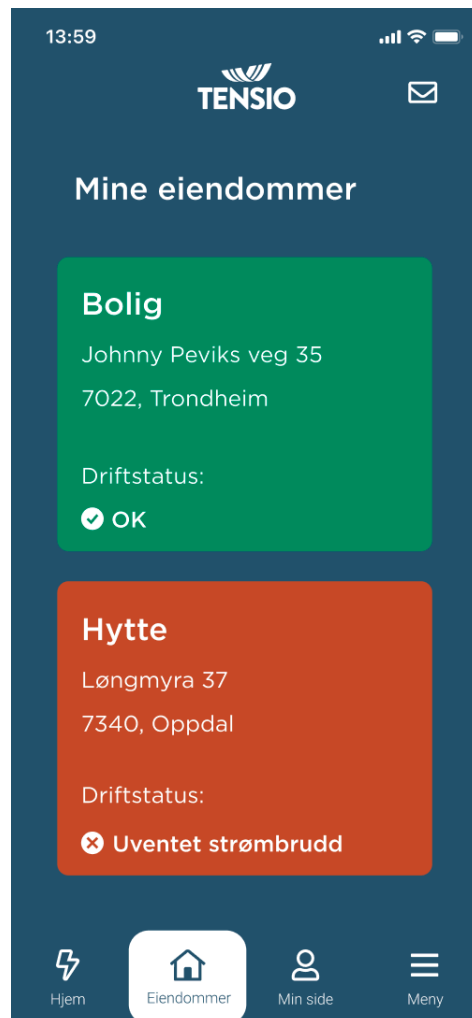 13:59
TENSIO
Mine eiendommer
Bolig
Johnny Peviks veg 35
7022, Trondheim
Driftstatus:
OK
Hytte
Løngmyra 37
7340, Oppdal
Driftstatus:
Uventet strømbrudd
Hjem
Eiendommer
Min side
Meny